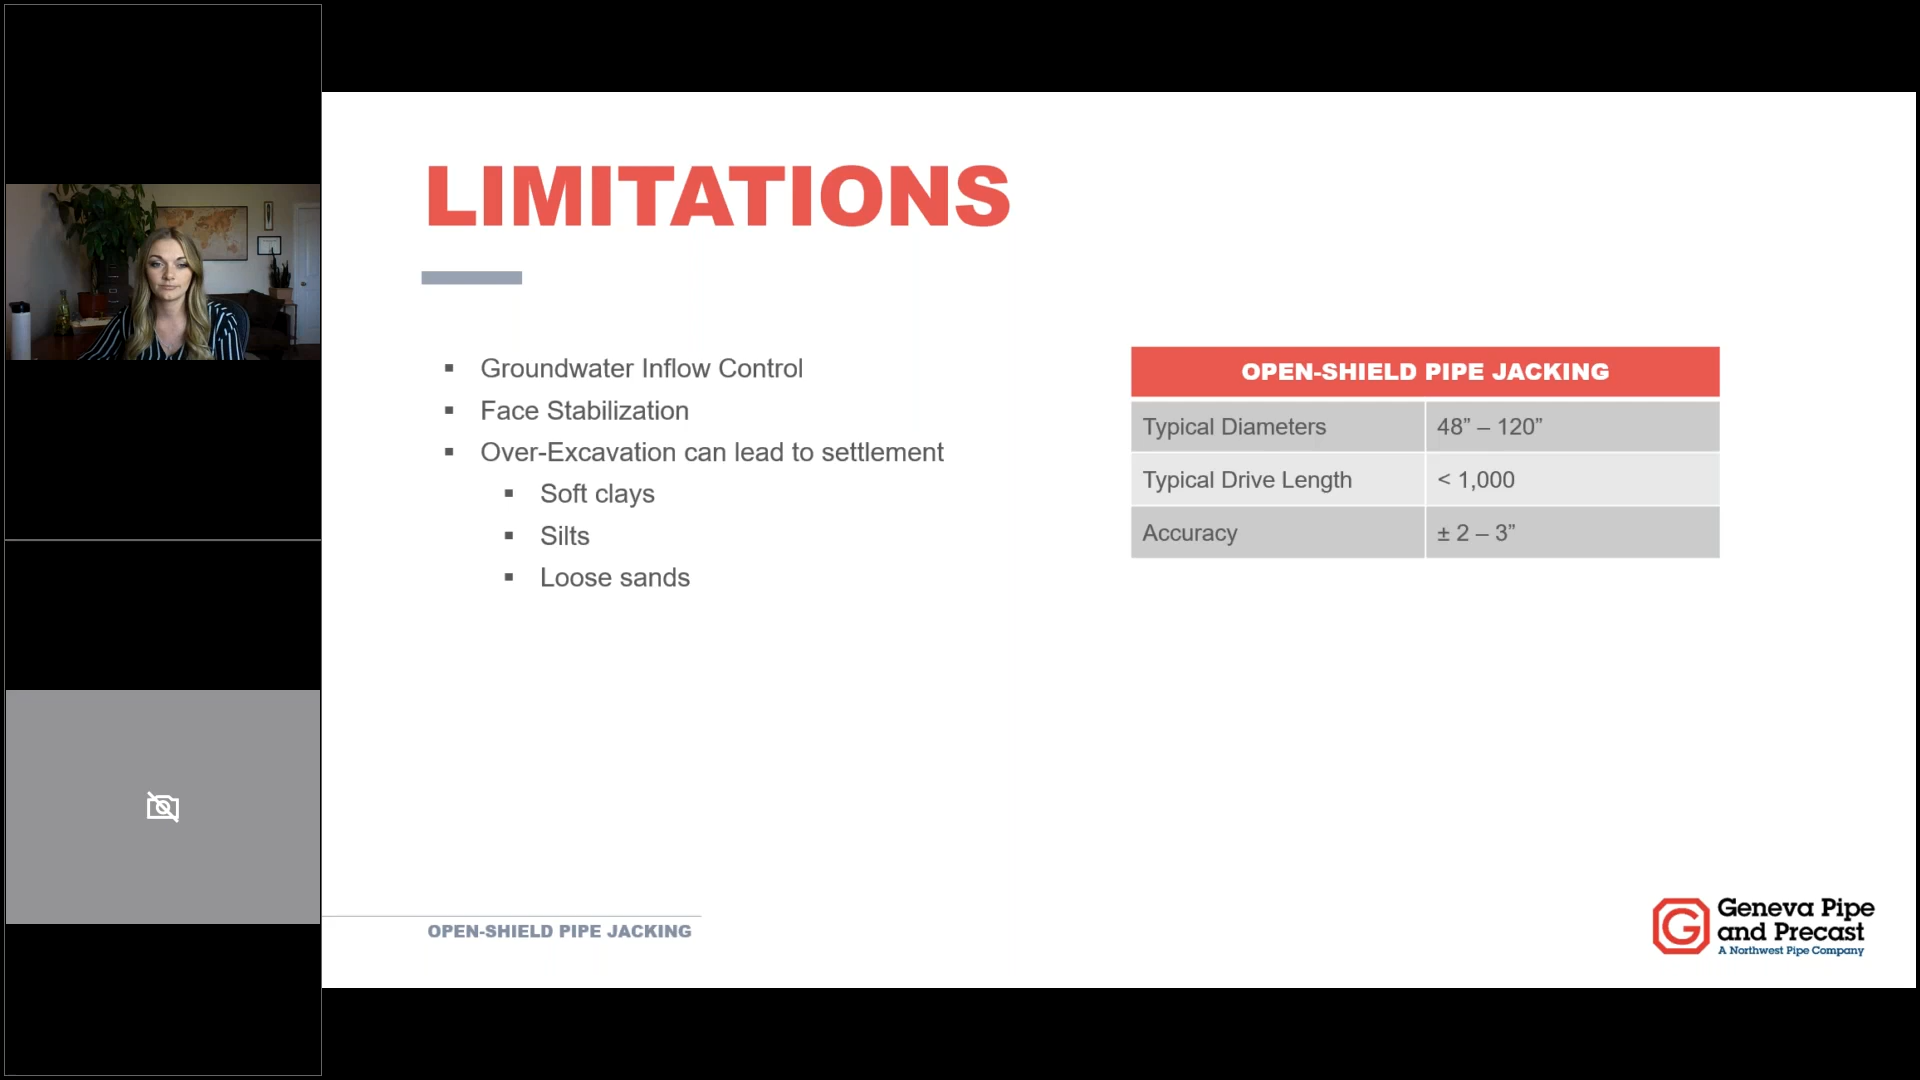 LIMITATIONS
Groundwater Inflow Control
Face Stabilization
Over-Excavation can lead to settlement
Soft clays
Silts
Loose sands
OPEN-SHIELD PIPE JACKING
Typical Diameters 48” – 120”
Typical Drive Length < 1,000
Accuracy ± 2 – 3”
OPEN-SHIELD PIPE JACKING
G
Geneva Pipe
and Precast
A Northwest Pipe Company